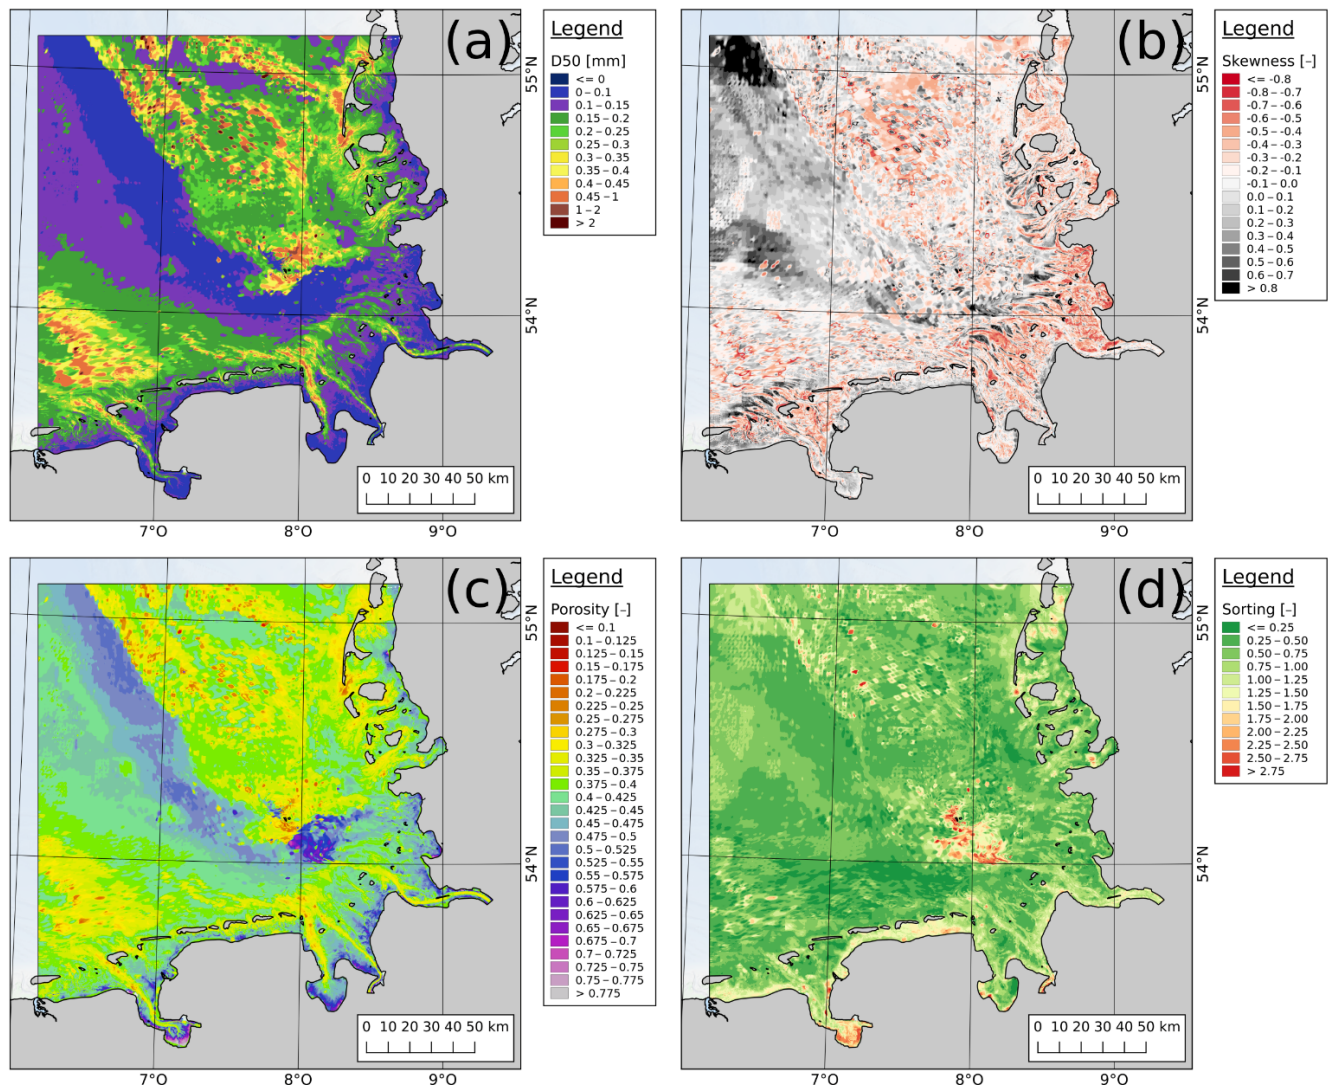 (a)
Legend
D50 [mm]
<= 0
0 – 0.1
0.1 – 0.15
0.15 – 0.2
0.2 – 0.25
0.25 – 0.3
0.3 – 0.35
0.35 – 0.4
0.4 – 0.45
0.45 – 1
1 – 2
> 2
55°N
54°N
0 10 20 30 40 50 km
7°O
8°O
9°O
(b)
Legend
Skewness [–]
<= -0.8
-0.8 – 0.7
-0.7 – 0.6
-0.6 – 0.5
-0.5 – 0.4
-0.4 – 0.3
-0.3 – 0.2
-0.2 – 0.1
-0.1 – 0.0
0.0 – 0.1
0.1 – 0.2
0.2 – 0.3
0.3 – 0.4
0.4 – 0.5
0.5 – 0.6
0.6 – 0.7
> 0.8
55°N
54°N
0 10 20 30 40 50 km
7°O
8°O
9°O
(c)
Legend
Porosity [–]
<= 0.1
0.1 – 0.125
0.125 – 0.15
0.15 – 0.175
0.175 – 0.2
0.2 – 0.225
0.225 – 0.25
0.25 – 0.275
0.275 – 0.3
0.3 – 0.325
0.325 – 0.35
0.35 – 0.375
0.375 – 0.4
0.4 – 0.425
0.425 – 0.45
0.45 – 0.475
0.475 – 0.5
0.5 – 0.525
0.525 – 0.55
0.55 – 0.575
0.575 – 0.6
0.6 – 0.625
0.625 – 0.65
0.65 – 0.675
0.675 – 0.7
0.7 – 0.725
0.725 – 0.75
0.75 – 0.775
> 0.775
55°N
54°N
0 10 20 30 40 50 km
7°O
8°O
9°O
(d)
Legend
Sorting [–]
<= 0.25
0.25 – 0.50
0.50 – 0.75
0.75 – 1.00
1.00 – 1.25
1.25 – 1.50
1.50 – 1.75
1.75 – 2.00
2.00 – 2.25
2.25 – 2.50
2.50 – 2.75
> 2.75
55°N
54°N
0 10 20 30 40 50 km
7°O
8°O
9°O